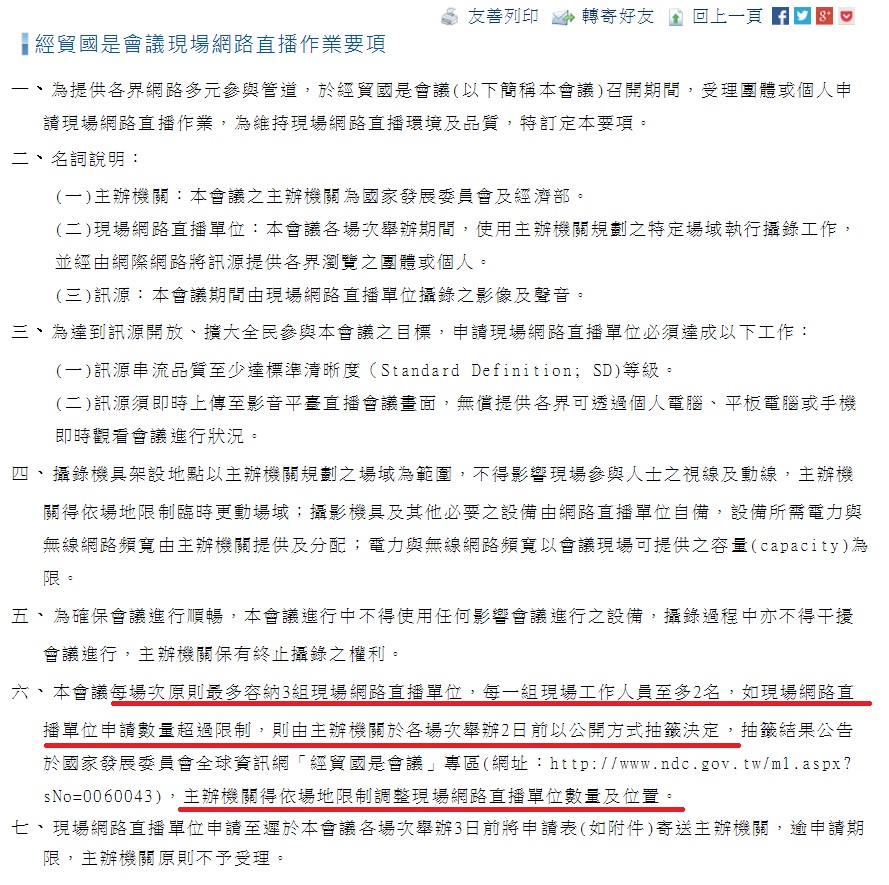 友善列印 轉寄好友 回上一頁
經貿國是會議現場網路直播作業要項
一、為提供各界網路多元參與管道，於經貿國是會議(以下簡稱本會議)召開期間，受理團體或個人申
請現場網路直播作業，為維持現場網路直播環境及品質，特訂定本要項。
二、名詞說明：
(一)主辦機關：本會議之主辦機關為國家發展委員會及經濟部。
(二)現場網路直播單位：本會議各場次舉辦期間，使用主辦機關規劃之特定場域執行攝錄工作，
並經由網際網路將訊源提供各界瀏覽之團體或個人。
(三)訊源：本會議期間由現場網路直播單位攝錄之影像及聲音。
三、為達到訊源開放、擴大全民參與本會議之目標，申請現場網路直播單位必須達成以下工作：
(一)訊源串流品質至少達標準清晰度（Standard Definition; SD)等級。
(二)訊源須即時上傳至影音平臺直播會議畫面，無償提供各界可透過個人電腦、平板電腦或手機
即時觀看會議進行狀況。
四、攝錄機具架設地點以主辦機關規劃之場域為範圍，不得影響現場參與人士之視線及動線，主辦機
關得依場地限制臨時更動場域；攝影機具及其他必要之設備由網路直播單位自備，設備所需電力與
無線網路頻寬由主辦機關提供及分配；電力與無線網路頻寬以會議現場可提供之容量(capacity)為
限。
五、為確保會議進行順暢，本會議進行中不得使用任何影響會議進行之設備，攝錄過程中亦不得干擾
會議進行，主辦機關保有終止攝錄之權利。
六、本會議每場次原則最多容納3組現場網路直播單位，每一組現場工作人員至多2名，如現場網路直
播單位申請數量超過限制，則由主辦機關於各場次舉辦2日前以公開方式抽籤決定，抽籤結果公告
於國家發展委員會全球資訊網「經貿國是會議」專區(網址：http://www.ndc.gov.tw/m1.aspx?
sNo=0060043)，主辦機關得依場地限制調整現場網路直播單位數量及位置。
七、現場網路直播單位申請至遲於本會議各場次舉辦3日前將申請表(如附件)寄送主辦機關，逾申請期
限，主辦機關原則不予受理。